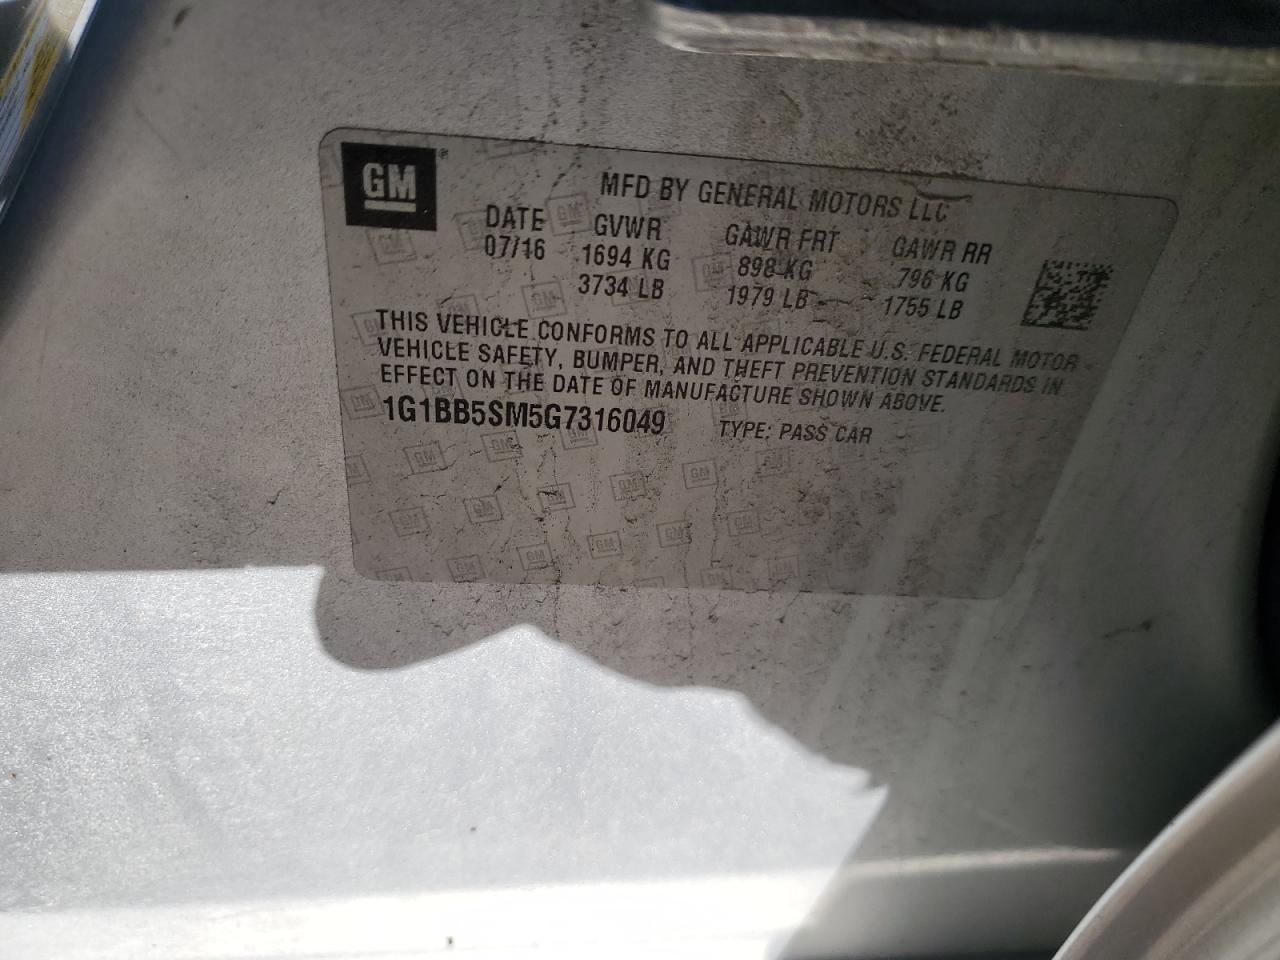 GM
MFD BY GENERAL MOTORS LLC
DATE GVWR GAWR FRT GAWR RR
07/16 1694 KG 898 KG 796 KG
3734 LB 1979 LB 1755 LB
THIS VEHICLE CONFORMS TO ALL APPLICABLE U.S. FEDERAL MOTOR
VEHICLE SAFETY, BUMPER, AND THEFT PREVENTION STANDARDS IN
EFFECT ON THE DATE OF MANUFACTURE SHOWN ABOVE.
1G1BB5SM5G7316049 TYPE: PASS CAR